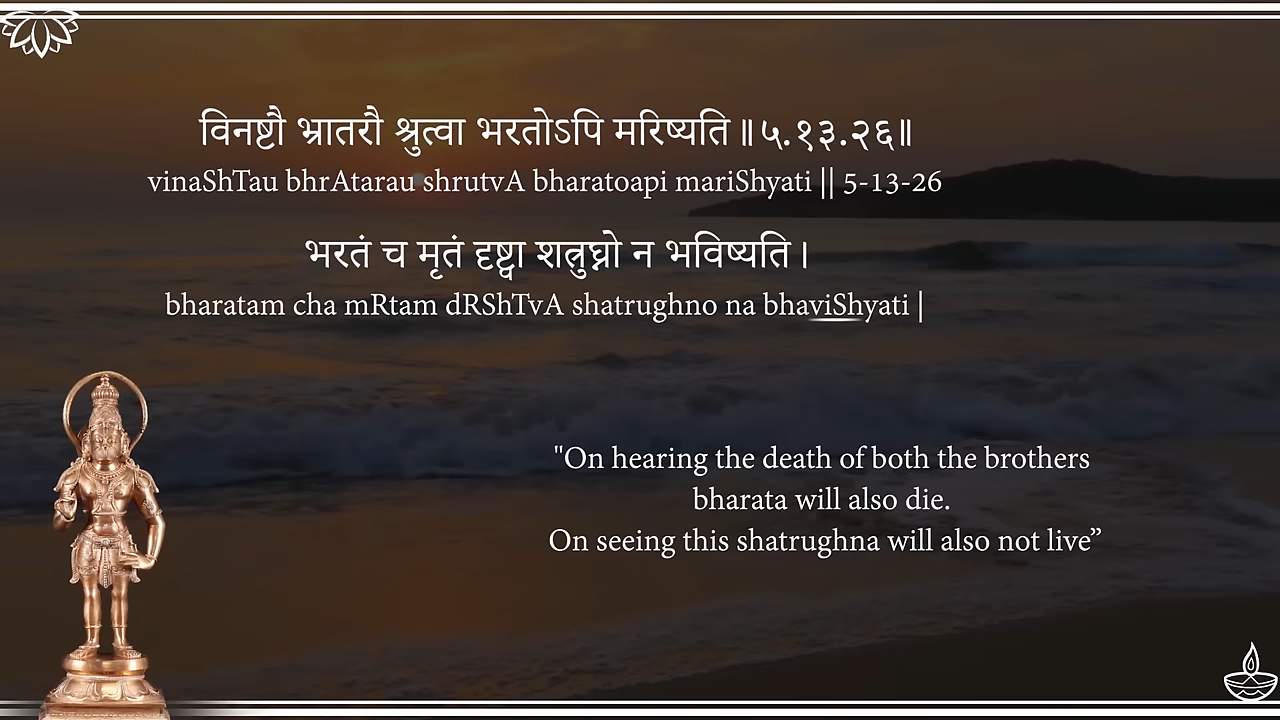 विनष्टौ भ्रातरौ श्रुत्वा भरतोऽपि मरिष्यति॥५.१३.२६॥
vinaShTau bhrAtarau shrutvA bharatoapi mariShyati || 5-13-26
भरतं च मृतं दृष्ट्वा शत्रुघ्नो न भविष्यति।
bharatam cha mRtam dRShTvA shatrughno na bhaviShyati |
"On hearing the death of both the brothers
bharata will also die.
On seeing this shatrughna will also not live”